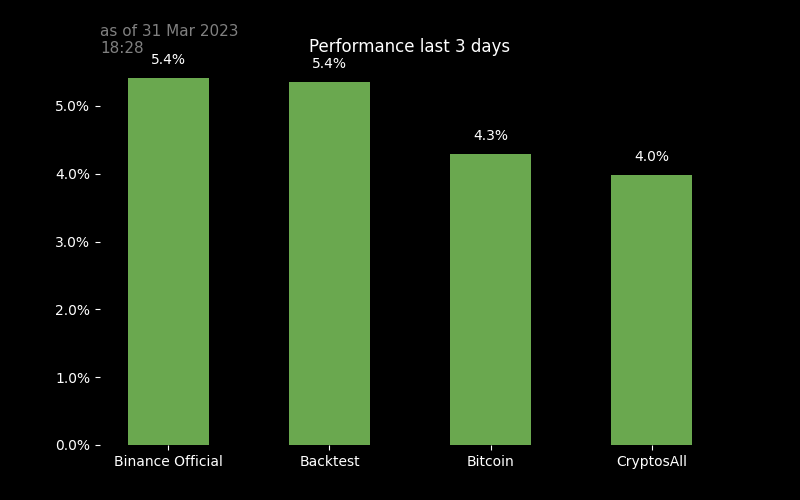 as of 31 Mar 2023
18:28
Performance last 3 days
5.4%
5.4%
4.3%
4.0%
5.0%
4.0%
3.0%
2.0%
1.0%
0.0%
Binance Official
Backtest
Bitcoin
CryptosAll